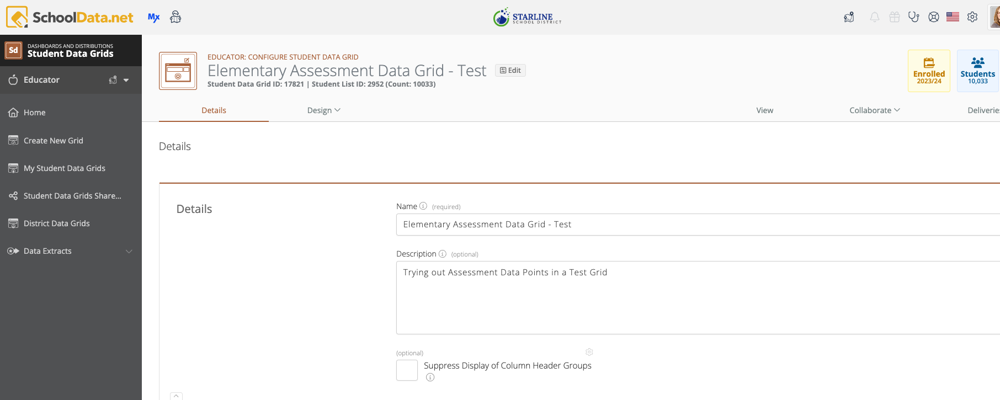 SchoolData.net
Mx
STARLINE
SCHOOL DISTRICT
Sd
DASHBOARDS AND DISTRIBUTIONS
Student Data Grids
Educator
Home
Create New Grid
My Student Data Grids
Student Data Grids Share...
District Data Grids
Data Extracts
EDUCATOR: CONFIGURE STUDENT DATA GRID
Elementary Assessment Data Grid - Test
Edit
Student Data Grid ID: 17821 | Student List ID: 2952 (Count: 10033)
Enrolled
2023/24
Students
10,033
Details
Design
View
Collaborate
Deliverie
Details
Details
Name (required)
Elementary Assessment Data Grid - Test
Description (optional)
Trying out Assessment Data Points in a Test Grid
(optional)
Suppress Display of Column Header Groups